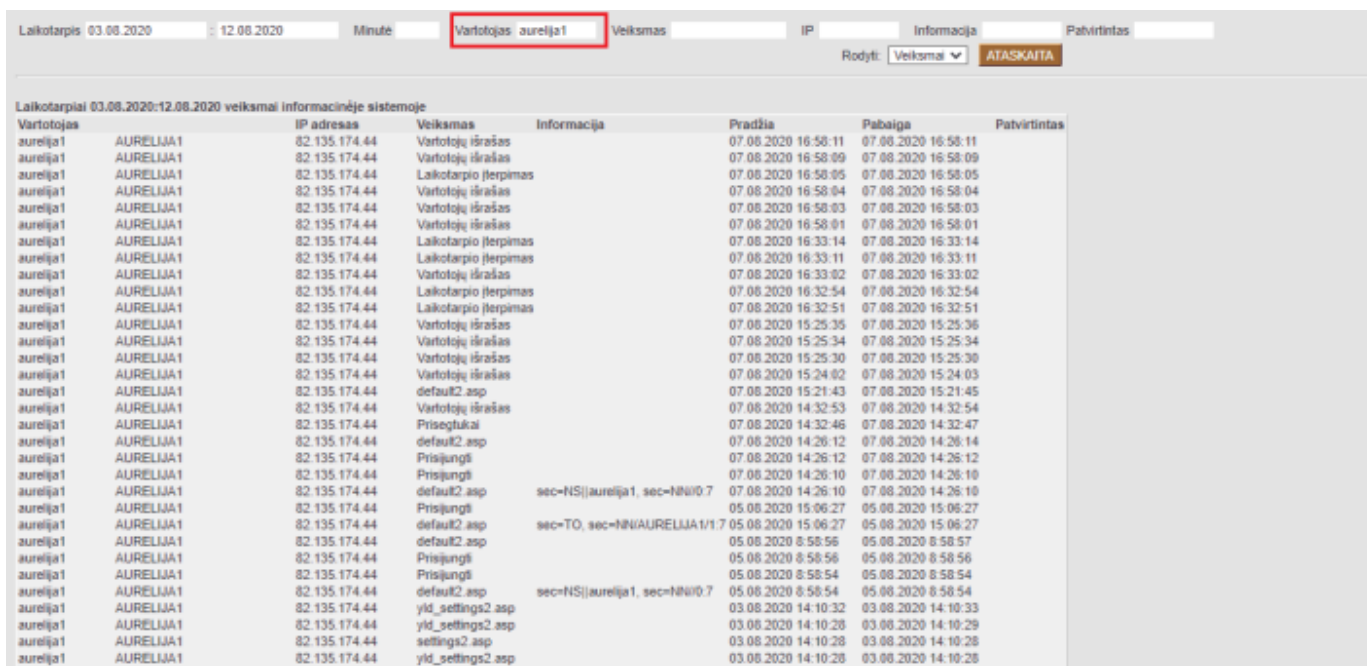 Laikotarpis 03.08.2020 : 12.08.2020 Minutė Vartotojas aurelija1 Veiksmas IP Informacija Patvirtintas
Rodyti: Veiksmai ATASKAITA
Laikotarpiai 03.08.2020:12.08.2020 veiksmai informacinėje sistemoje
Vartotojas IP adresas Veiksmas Informacija Pradžia Pabaiga Patvirtintas
aurelija1 AURELIJA1 82.135.174.44 Vartotojų išrašas 07.08.2020 16:58:11 07.08.2020 16:58:11
aurelija1 AURELIJA1 82.135.174.44 Vartotojų išrašas 07.08.2020 16:58:09 07.08.2020 16:58:09
aurelija1 AURELIJA1 82.135.174.44 Laikotarpio įterpimas 07.08.2020 16:58:05 07.08.2020 16:58:05
aurelija1 AURELIJA1 82.135.174.44 Vartotojų išrašas 07.08.2020 16:58:04 07.08.2020 16:58:04
aurelija1 AURELIJA1 82.135.174.44 Vartotojų išrašas 07.08.2020 16:58:03 07.08.2020 16:58:03
aurelija1 AURELIJA1 82.135.174.44 Vartotojų išrašas 07.08.2020 16:58:01 07.08.2020 16:58:01
aurelija1 AURELIJA1 82.135.174.44 Laikotarpio įterpimas 07.08.2020 16:33:14 07.08.2020 16:33:14
aurelija1 AURELIJA1 82.135.174.44 Laikotarpio įterpimas 07.08.2020 16:33:11 07.08.2020 16:33:11
aurelija1 AURELIJA1 82.135.174.44 Vartotojų išrašas 07.08.2020 16:33:02 07.08.2020 16:33:02
aurelija1 AURELIJA1 82.135.174.44 Laikotarpio įterpimas 07.08.2020 16:32:54 07.08.2020 16:32:54
aurelija1 AURELIJA1 82.135.174.44 Laikotarpio įterpimas 07.08.2020 16:32:51 07.08.2020 16:32:51
aurelija1 AURELIJA1 82.135.174.44 Vartotojų išrašas 07.08.2020 15:25:35 07.08.2020 15:25:36
aurelija1 AURELIJA1 82.135.174.44 Vartotojų išrašas 07.08.2020 15:25:34 07.08.2020 15:25:34
aurelija1 AURELIJA1 82.135.174.44 Vartotojų išrašas 07.08.2020 15:25:30 07.08.2020 15:25:30
aurelija1 AURELIJA1 82.135.174.44 Vartotojų išrašas 07.08.2020 15:24:02 07.08.2020 15:24:03
aurelija1 AURELIJA1 82.135.174.44 default2.asp 07.08.2020 15:21:43 07.08.2020 15:21:45
aurelija1 AURELIJA1 82.135.174.44 Vartotojų išrašas 07.08.2020 14:32:53 07.08.2020 14:32:54
aurelija1 AURELIJA1 82.135.174.44 Prisegtukai 07.08.2020 14:32:46 07.08.2020 14:32:47
aurelija1 AURELIJA1 82.135.174.44 default2.asp 07.08.2020 14:26:12 07.08.2020 14:26:14
aurelija1 AURELIJA1 82.135.174.44 Prisijungti 07.08.2020 14:26:12 07.08.2020 14:26:12
aurelija1 AURELIJA1 82.135.174.44 Prisijungti 07.08.2020 14:26:10 07.08.2020 14:26:10
aurelija1 AURELIJA1 82.135.174.44 default2.asp sec=NS||aurelija1, sec=NN//0:7 07.08.2020 14:26:10 07.08.2020 14:26:10
aurelija1 AURELIJA1 82.135.174.44 Prisijungti 05.08.2020 15:06:27 05.08.2020 15:06:27
aurelija1 AURELIJA1 82.135.174.44 default2.asp sec=TO, sec=NN/AURELIJA1/1:7 05.08.2020 15:06:27 05.08.2020 15:06:27
aurelija1 AURELIJA1 82.135.174.44 default2.asp 05.08.2020 8:58:56 05.08.2020 8:58:57
aurelija1 AURELIJA1 82.135.174.44 Prisijungti 05.08.2020 8:58:56 05.08.2020 8:58:56
aurelija1 AURELIJA1 82.135.174.44 Prisijungti 05.08.2020 8:58:54 05.08.2020 8:58:54
aurelija1 AURELIJA1 82.135.174.44 default2.asp sec=NS||aurelija1, sec=NN//0:7 05.08.2020 8:58:54 05.08.2020 8:58:54
aurelija1 AURELIJA1 82.135.174.44 yld_settings2.asp 03.08.2020 14:10:32 03.08.2020 14:10:33
aurelija1 AURELIJA1 82.135.174.44 yld_settings2.asp 03.08.2020 14:10:28 03.08.2020 14:10:29
aurelija1 AURELIJA1 82.135.174.44 settings2.asp 03.08.2020 14:10:28 03.08.2020 14:10:28
aurelija1 AURELIJA1 82.135.174.44 yld_settings2.asp 03.08.2020 14:10:28 03.08.2020 14:10:28